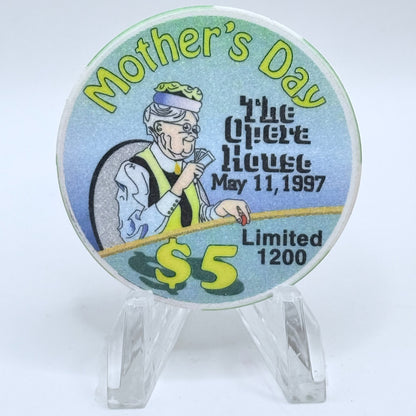 Mother's Day
The
Opera
House
May 11, 1997
$5
Limited
1200